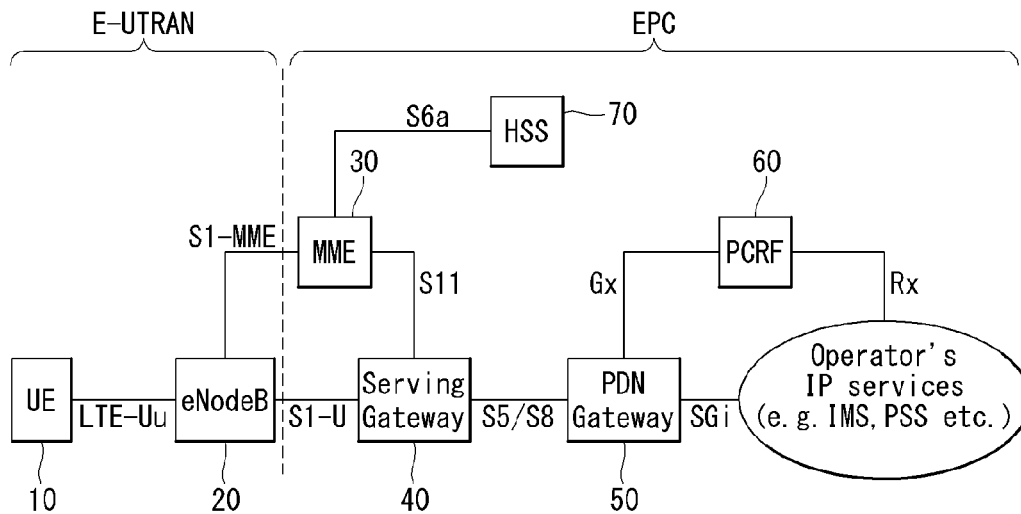 E-UTRAN
EPC
S6a
HSS
70
30
60
S1-MME
MME
PCRF
S11
Gx
Rx
UE
LTE-Uu
eNodeB
S1-U
Serving
Gateway
S5/S8
PDN
Gateway
SGi
Operator's
IP services
(e.g. IMS, PSS etc.)
10
20
40
50